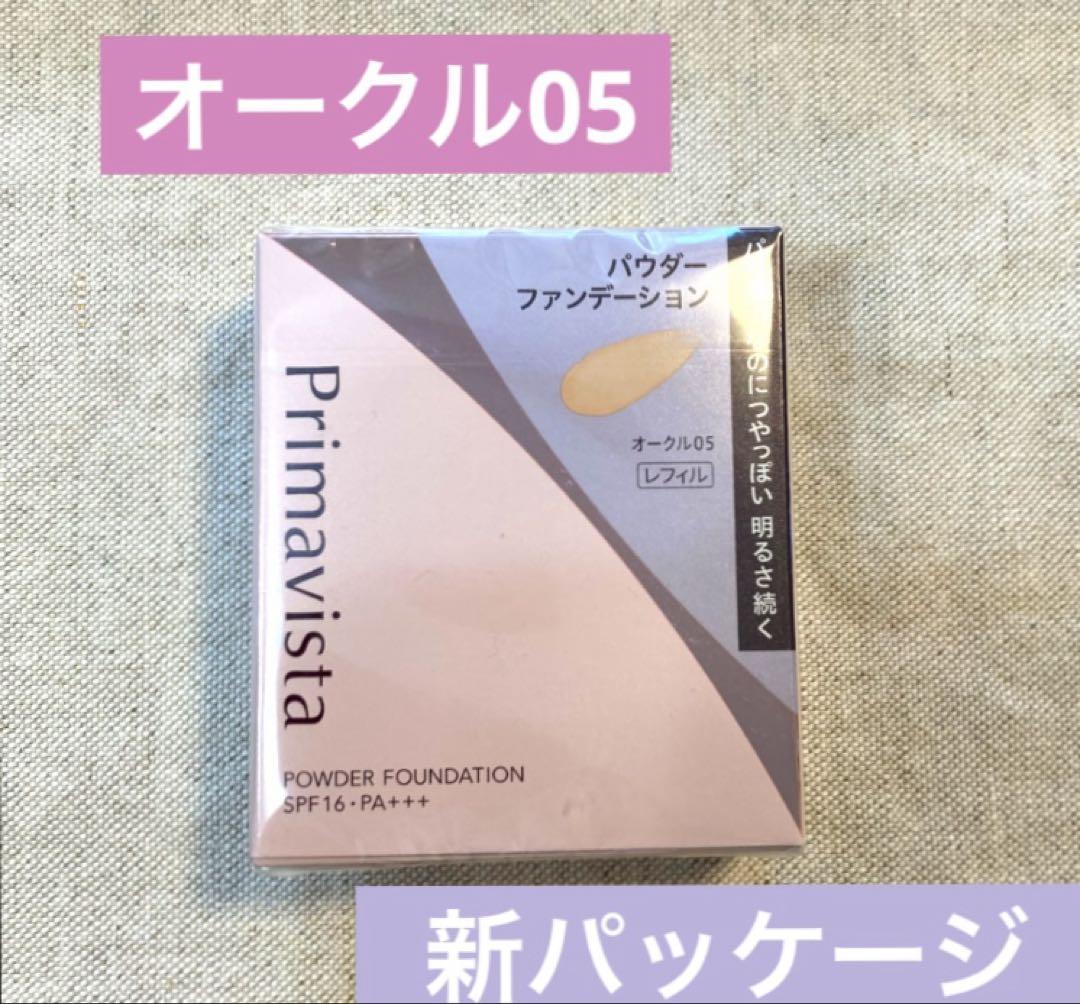 オークル05
パウダー
ファンデーション
オークル05
レフィル
のにつやっぽい 明るさ続く
Primavista
POWDER FOUNDATION
SPF16・PA+++
新パッケージ